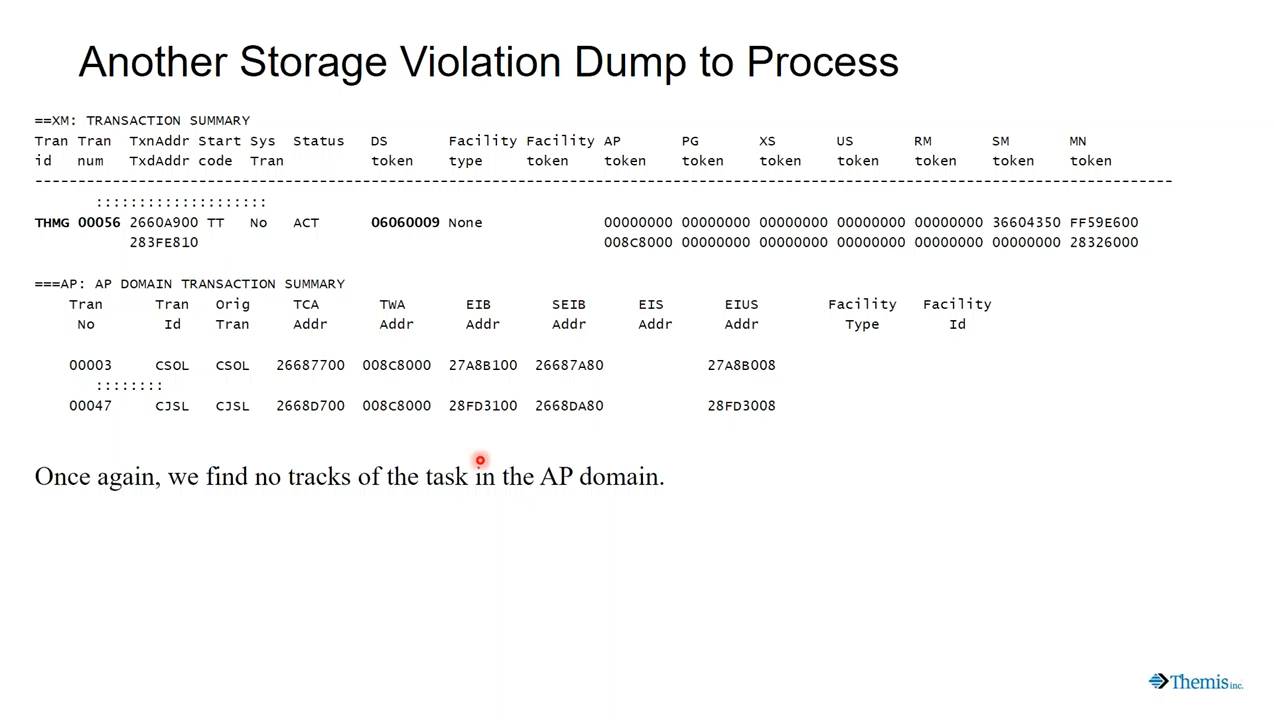 Another Storage Violation Dump to Process
==XM: TRANSACTION SUMMARY
Tran Tran TxnAddr Start Sys Status DS Facility Facility AP PG XS US RM SM MN
id num TxdAddr code Tran token type token token token token token token token token
--------------------------------------------------------------------------------------------------------------------------------------
::::::::::::::::::::
THMG 00056 2660A900 TT No ACT 06060009 None 00000000 00000000 00000000 00000000 00000000 36604350 FF59E600
283FE810 008C8000 00000000 00000000 00000000 00000000 00000000 28326000
===AP: AP DOMAIN TRANSACTION SUMMARY
Tran Tran Orig TCA TWA EIB SEIB EIS EIUS Facility Facility
No Id Tran Addr Addr Addr Addr Addr Addr Type Id
00003 CSOL CSOL 26687700 008C8000 27A8B100 26687A80 27A8B008
::::::::
00047 CJSL CJSL 2668D700 008C8000 28FD3100 2668DA80 28FD3008
Once again, we find no tracks of the task in the AP domain.
Themis inc.